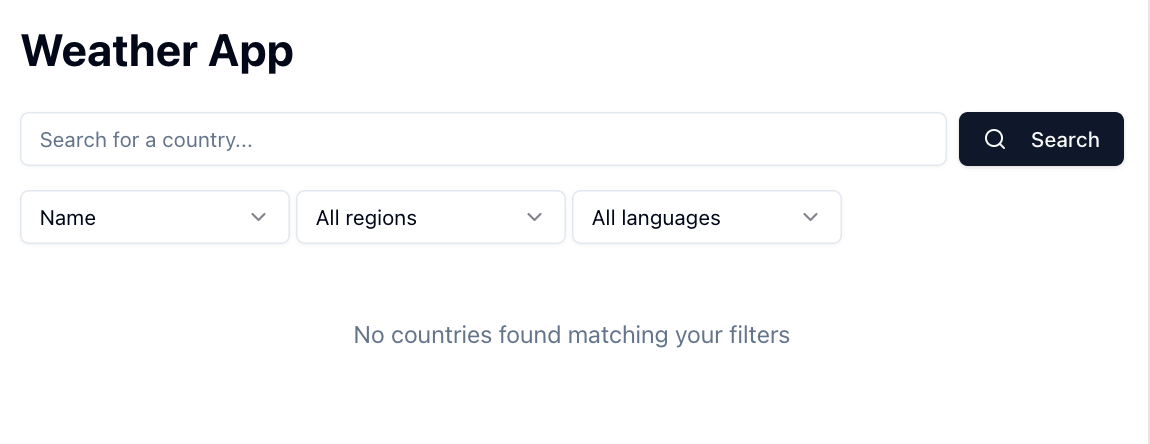 Weather App
Search for a country...
Search
Name
All regions
All languages
No countries found matching your filters